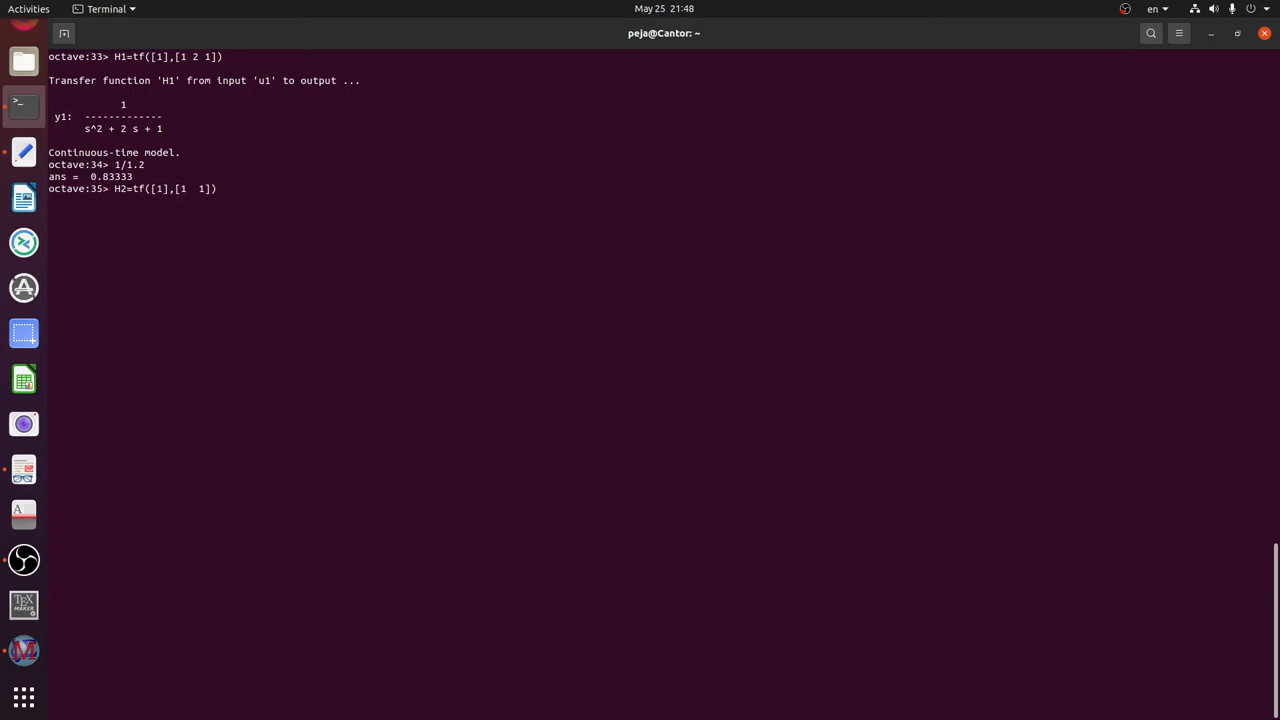 Activities
Terminal
May 25 21:48
en
peja@Cantor: ~
octave:33> H1=tf([1],[1 2 1])
Transfer function 'H1' from input 'u1' to output ...
1
y1: -------------
s^2 + 2 s + 1
Continuous-time model.
octave:34> 1/1.2
ans = 0.83333
octave:35> H2=tf([1],[1  1])
>_
A
A
TEX
MAKER
M